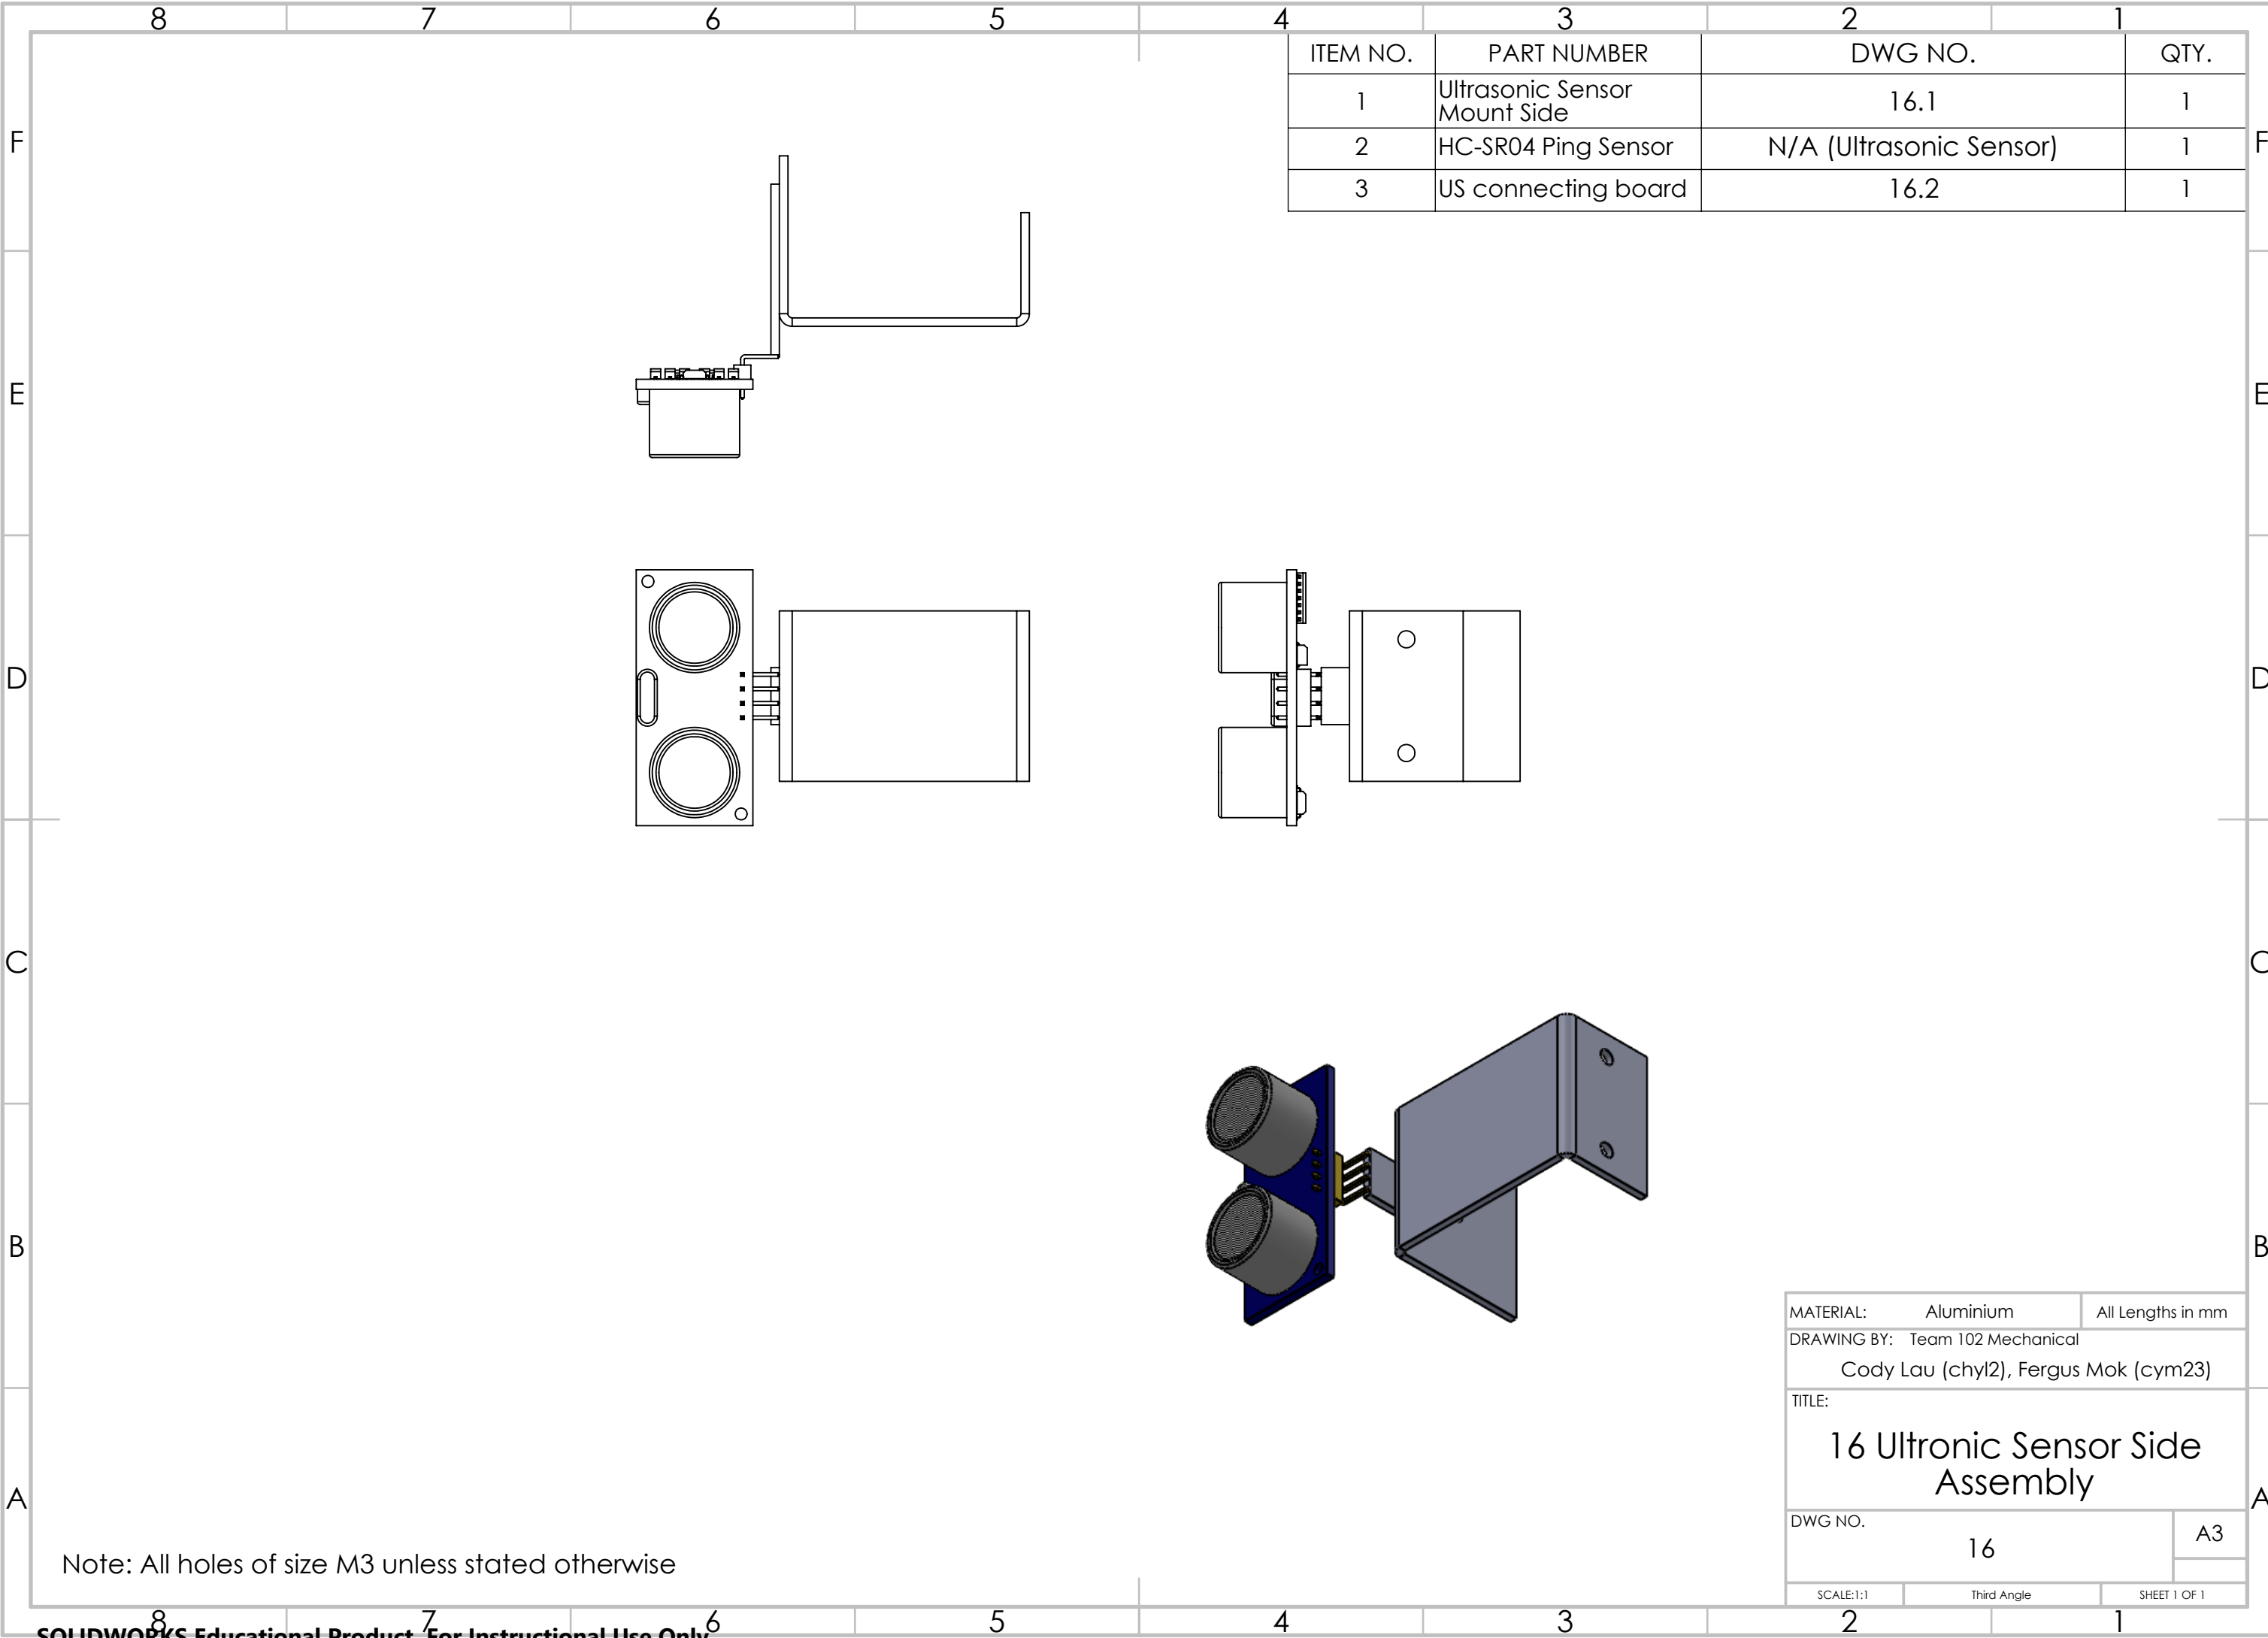 8 7 6 5 4 3 2 1
ITEM NO. PART NUMBER DWG NO. QTY.
1 Ultrasonic Sensor Mount Side 16.1 1
2 HC-SR04 Ping Sensor N/A (Ultrasonic Sensor) 1
3 US connecting board 16.2 1
F F
E E
D D
C C
B B
A A
MATERIAL: Aluminium All Lengths in mm
DRAWING BY: Team 102 Mechanical
Cody Lau (chyl2), Fergus Mok (cym23)
TITLE:
16 Ultronic Sensor Side
Assembly
DWG NO.
16
A3
SCALE:1:1 Third Angle SHEET 1 OF 1
Note: All holes of size M3 unless stated otherwise
8 7 6 5 4 3 2 1
SOLIDWORKS Educational Product. For Instructional Use Only.